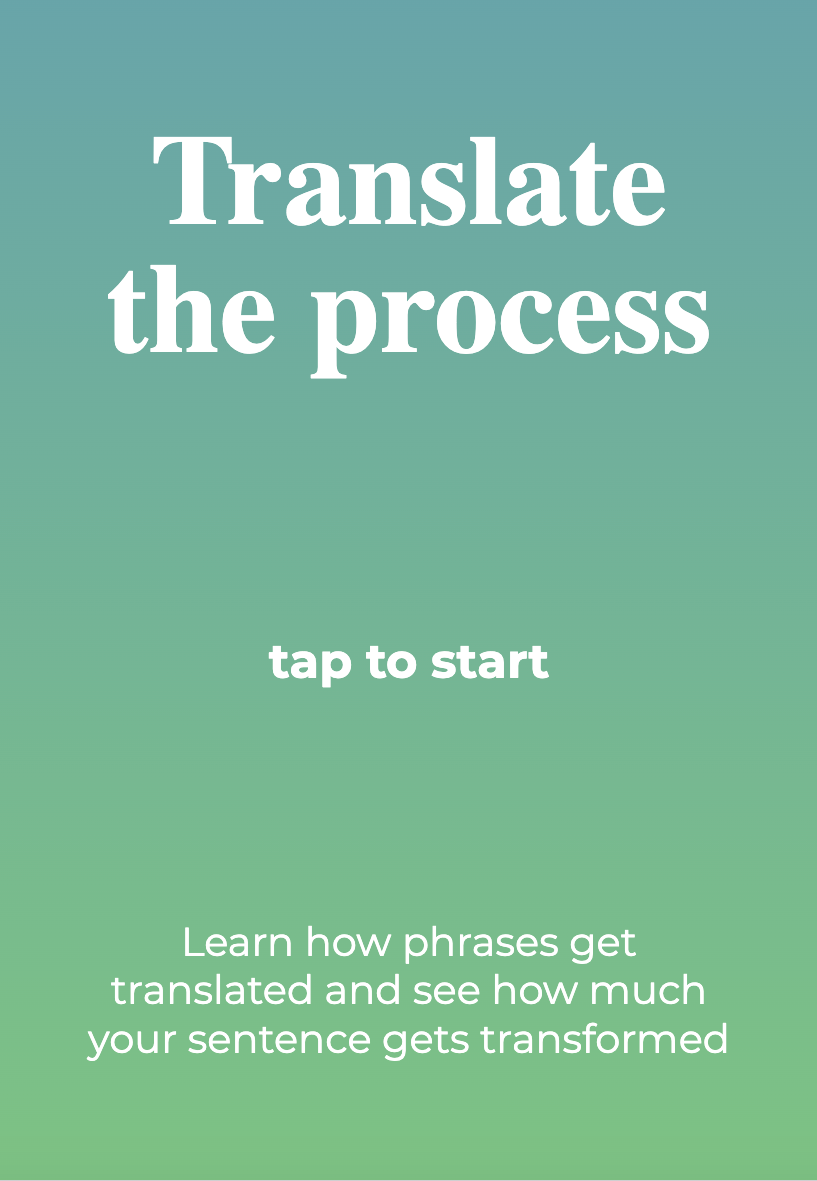 Translate
the process
tap to start
Learn how phrases get
translated and see how much
your sentence gets transformed